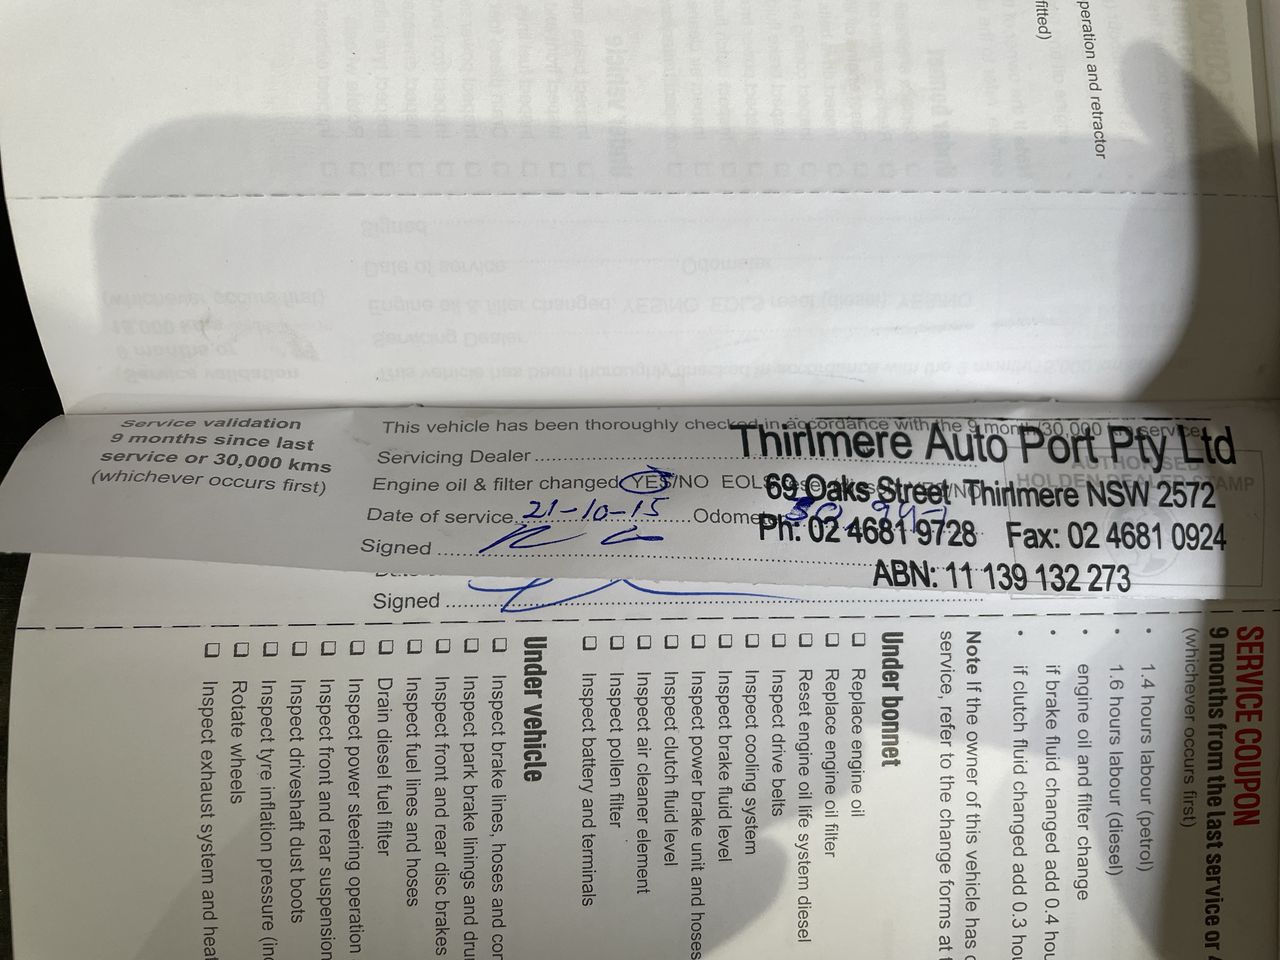 peration and retractor
fitted)
Service validation
9 months since last
service or 30,000 kms
(whichever occurs first)
This vehicle has been thoroughly checked in accordance with the 9 month/30,000 km service.
Servicing Dealer
Engine oil & filter changed YES/NO
Date of service 21-10-15 Odomet
Signed
AUTHORISED
HOLDEN DEALER STAMP
Thirlmere Auto Port Pty Ltd
69 Oaks Street Thirlmere NSW 2572
Ph: 02 4681 9728 Fax: 02 4681 0924
ABN: 11 139 132 273
Signed
SERVICE COUPON
9 months from the last service or
(whichever occurs first)
• 1.4 hours labour (petrol)
• 1.6 hours labour (diesel)
• engine oil and filter change
• if brake fluid changed add 0.4 hou
• if clutch fluid changed add 0.3 hou
Note If the owner of this vehicle has
service, refer to the change forms at
Under bonnet
❑ Replace engine oil
❑ Replace engine oil filter
❑ Reset engine oil life system diesel
❑ Inspect drive belts
❑ Inspect cooling system
❑ Inspect brake fluid level
❑ Inspect power brake unit and hoses
❑ Inspect clutch fluid level
❑ Inspect air cleaner element
❑ Inspect pollen filter
❑ Inspect battery and terminals
Under vehicle
❑ Inspect brake lines, hoses and con
❑ Inspect park brake linings and dru
❑ Inspect front and rear disc brakes
❑ Inspect fuel lines and hoses
❑ Drain diesel fuel filter
❑ Inspect power steering operation
❑ Inspect front and rear suspension
❑ Inspect driveshaft dust boots
❑ Inspect tyre inflation pressure (inc
❑ Rotate wheels
❑ Inspect exhaust system and heat